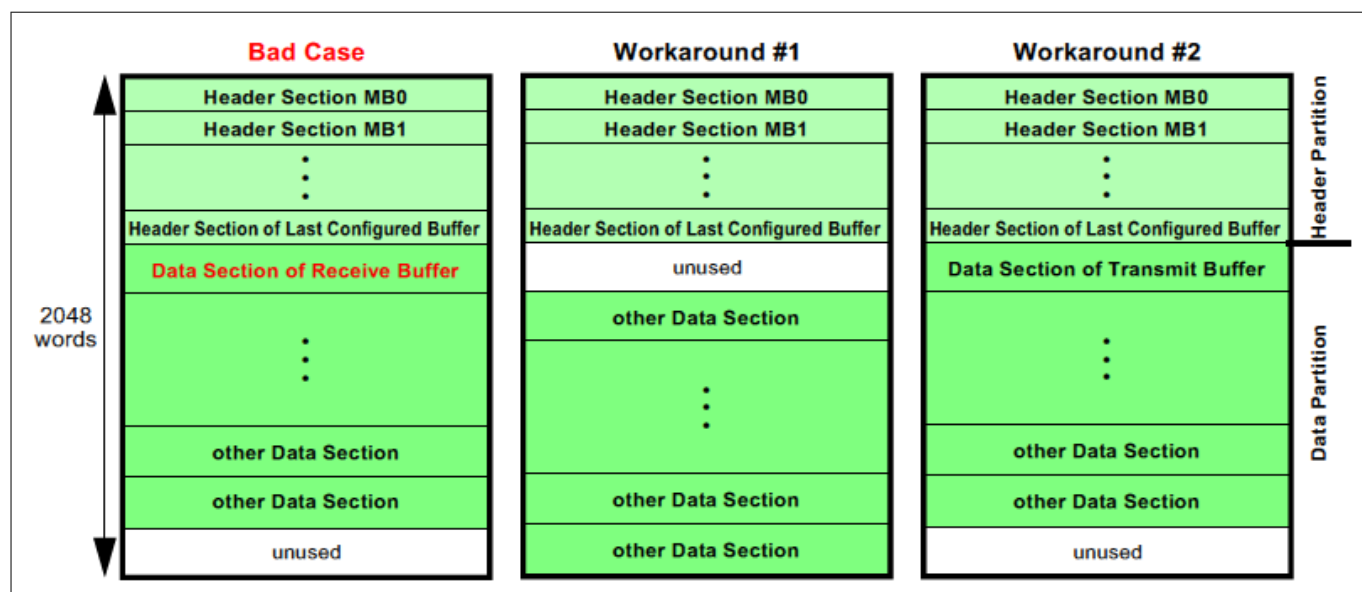 Bad Case
Header Section MB0
Header Section MB1
Header Section of Last Configured Buffer
Data Section of Receive Buffer
other Data Section
other Data Section
unused
2048
words
Workaround #1
Header Section MB0
Header Section MB1
Header Section of Last Configured Buffer
unused
other Data Section
other Data Section
other Data Section
Workaround #2
Header Section MB0
Header Section MB1
Header Section of Last Configured Buffer
Data Section of Transmit Buffer
other Data Section
other Data Section
unused
Header Partition
Data Partition